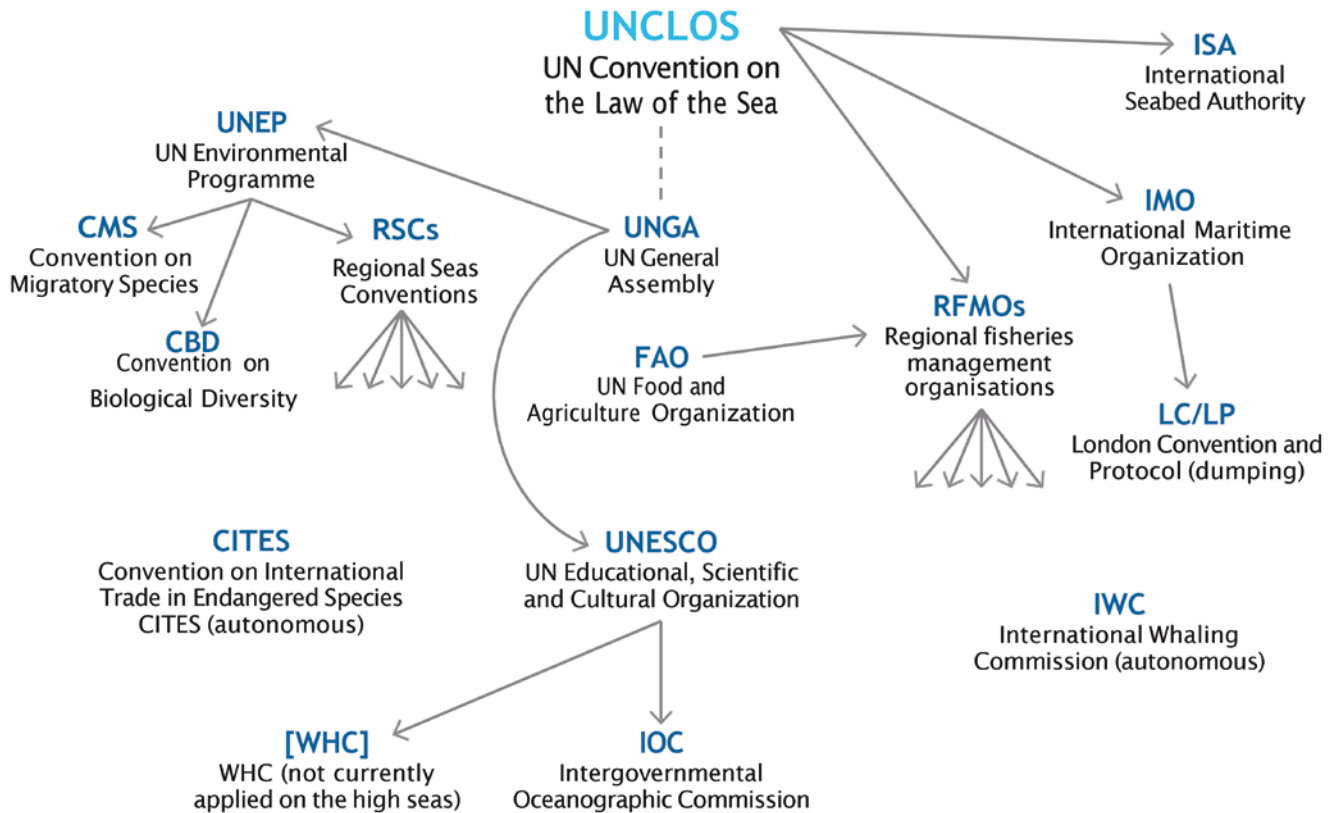 UNCLOS
UN Convention on
the Law of the Sea
ISA
International
Seabed Authority
UNEP
UN Environmental
Programme
CMS
Convention on
Migratory Species
RSCs
Regional Seas
Conventions
CBD
Convention on
Biological Diversity
UNGA
UN General
Assembly
IMO
International Maritime
Organization
RFMOs
Regional fisheries
management
organisations
FAO
UN Food and
Agriculture Organization
LC/LP
London Convention and
Protocol (dumping)
CITES
Convention on International
Trade in Endangered Species
CITES (autonomous)
UNESCO
UN Educational, Scientific
and Cultural Organization
IWC
International Whaling
Commission (autonomous)
[WHC]
WHC (not currently
applied on the high seas)
IOC
Intergovernmental
Oceanographic Commission